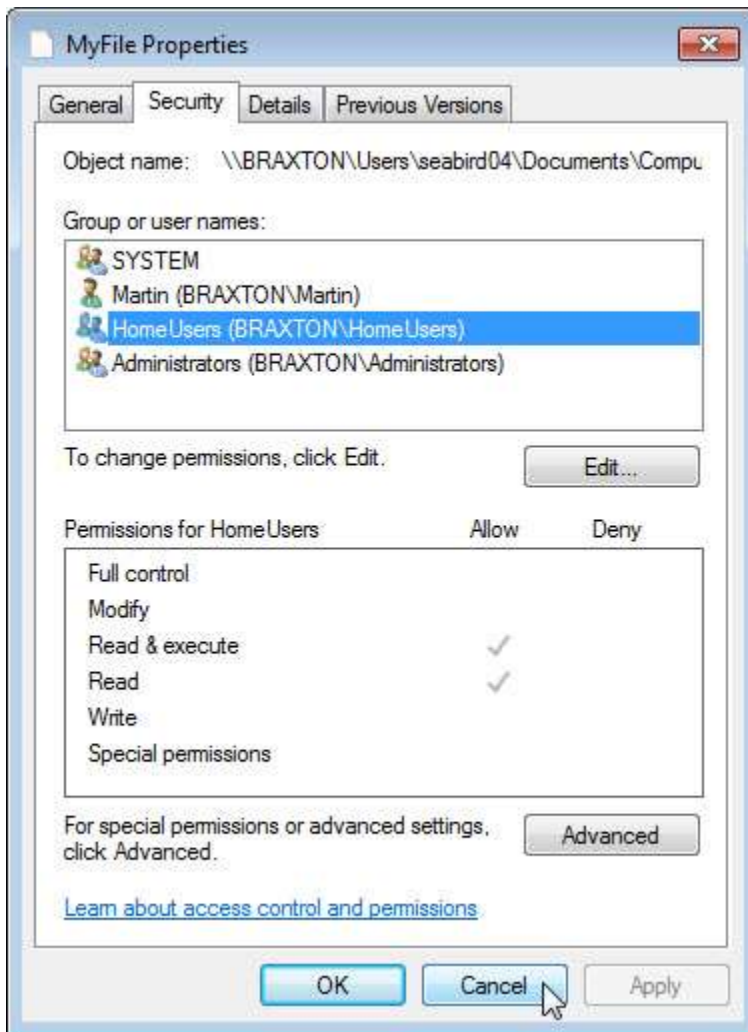 MyFile Properties
General Security Details Previous Versions
Object name: \\BRAXTON\Users\seabird04\Documents\Compu
Group or user names:
SYSTEM
Martin (BRAXTON\Martin)
HomeUsers (BRAXTON\HomeUsers)
Administrators (BRAXTON\Administrators)
To change permissions, click Edit.
Edit...
Permissions for HomeUsers Allow Deny
Full control
Modify
Read & execute
Read
Write
Special permissions
For special permissions or advanced settings,
click Advanced.
Advanced
Learn about access control and permissions
OK Cancel Apply